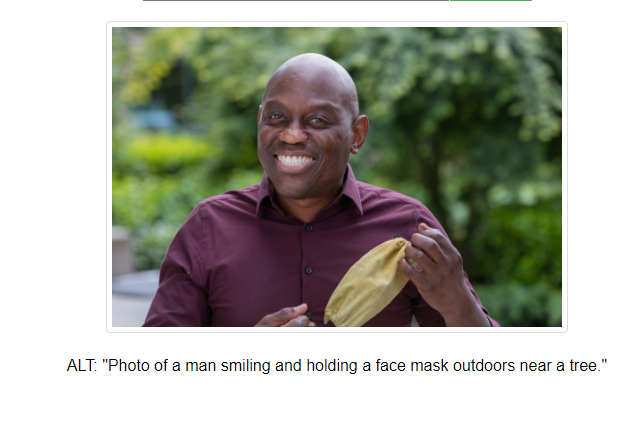 ALT: "Photo of a man smiling and holding a face mask outdoors near a tree."